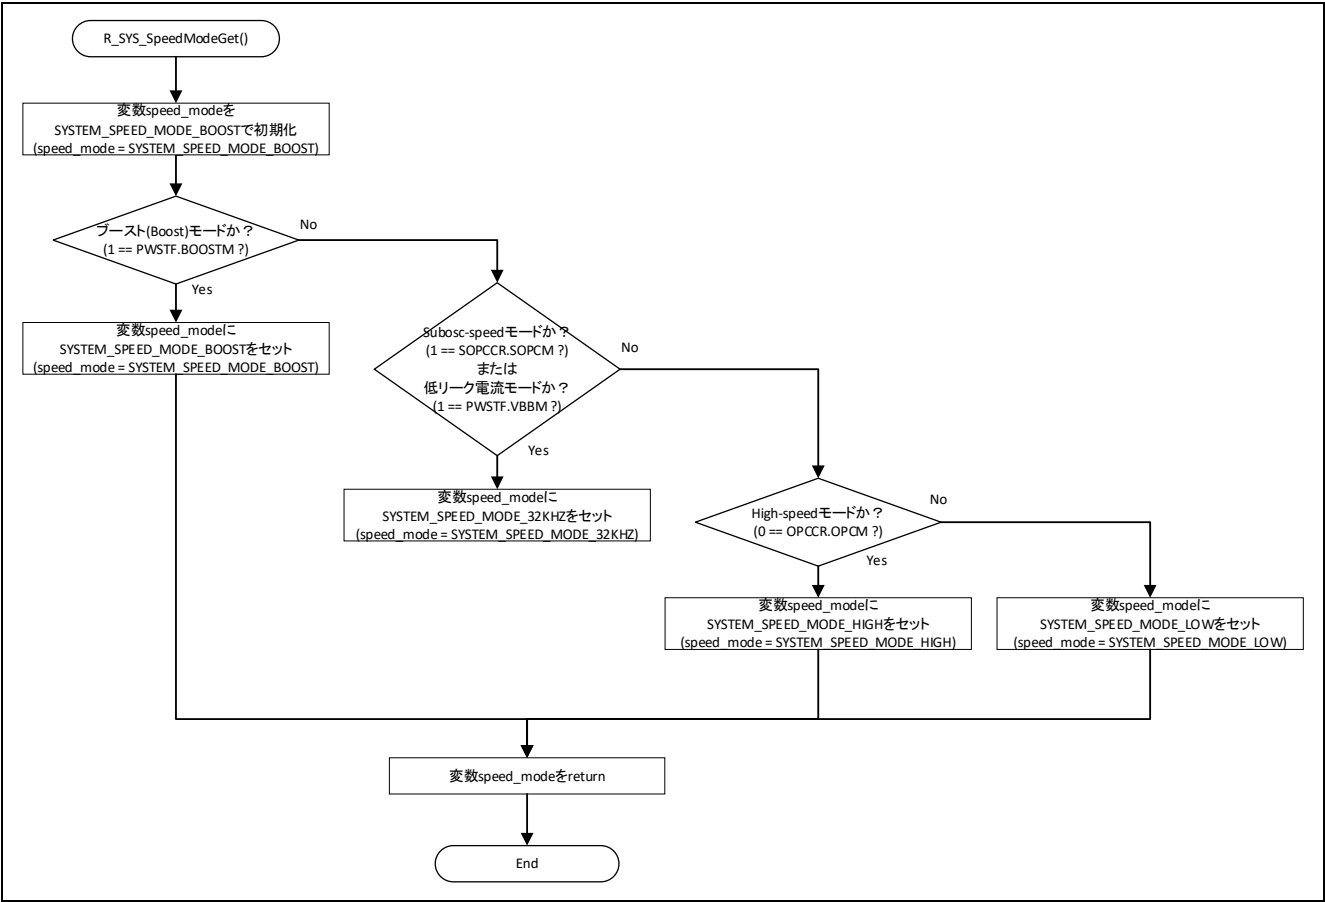 R_SYS_SpeedModeGet()
変数speed_modeを
SYSTEM_SPEED_MODE_BOOSTで初期化
(speed_mode = SYSTEM_SPEED_MODE_BOOST)
ブースト(Boost)モードか？
(1 == PWSTF.BOOSTM ?)
No
Yes
変数speed_modeに
SYSTEM_SPEED_MODE_BOOSTをセット
(speed_mode = SYSTEM_SPEED_MODE_BOOST)
Subosc-speedモードか？
(1 == SOPCCR.SOPCM ?)
または
低リーク電流モードか？
(1 == PWSTF.VBBM ?)
No
Yes
変数speed_modeに
SYSTEM_SPEED_MODE_32KHZをセット
(speed_mode = SYSTEM_SPEED_MODE_32KHZ)
High-speedモードか？
(0 == OPCCR.OPCM ?)
No
Yes
変数speed_modeに
SYSTEM_SPEED_MODE_HIGHをセット
(speed_mode = SYSTEM_SPEED_MODE_HIGH)
変数speed_modeに
SYSTEM_SPEED_MODE_LOWをセット
(speed_mode = SYSTEM_SPEED_MODE_LOW)
変数speed_modeをreturn
End